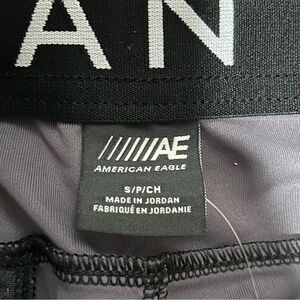 AN
//////AE
AMERICAN EAGLE
S/P/CH
MADE IN JORDAN
FABRIQUÉ EN JORDANIE